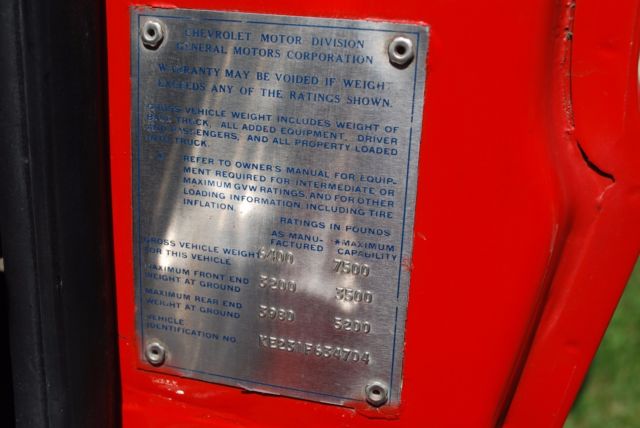 CHEVROLET MOTOR DIVISION
GENERAL MOTORS CORPORATION
WARRANTY MAY BE VOIDED IF WEIGHT
EXCEEDS ANY OF THE RATINGS SHOWN.
GROSS VEHICLE WEIGHT INCLUDES WEIGHT OF
BASE TRUCK, ALL ADDED EQUIPMENT, DRIVER
AND PASSENGERS, AND ALL PROPERTY LOADED
INTO TRUCK.
REFER TO OWNER'S MANUAL FOR EQUIP-
MENT REQUIRED FOR INTERMEDIATE OR
MAXIMUM GVW RATINGS, AND FOR OTHER
LOADING INFORMATION, INCLUDING TIRE
INFLATION.
RATINGS IN POUNDS
AS MANU-
FACTURED
*MAXIMUM
CAPABILITY
GROSS VEHICLE WEIGHT
FOR THIS VEHICLE 7500
MAXIMUM FRONT END
WEIGHT AT GROUND 3200 3500
MAXIMUM REAR END
WEIGHT AT GROUND 3980 5200
VEHICLE
IDENTIFICATION NO.